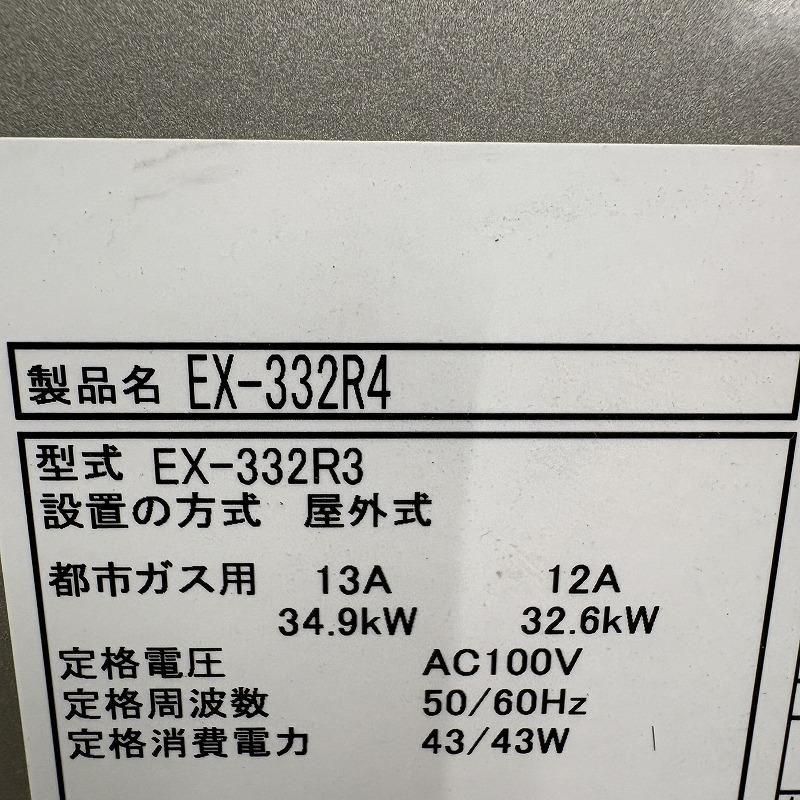 製品名 EX-332R4
型式 EX-332R3
設置の方式 屋外式
都市ガス用 13A 12A
34.9kW 32.6kW
定格電圧 AC100V
定格周波数 50/60Hz
定格消費電力 43/43W